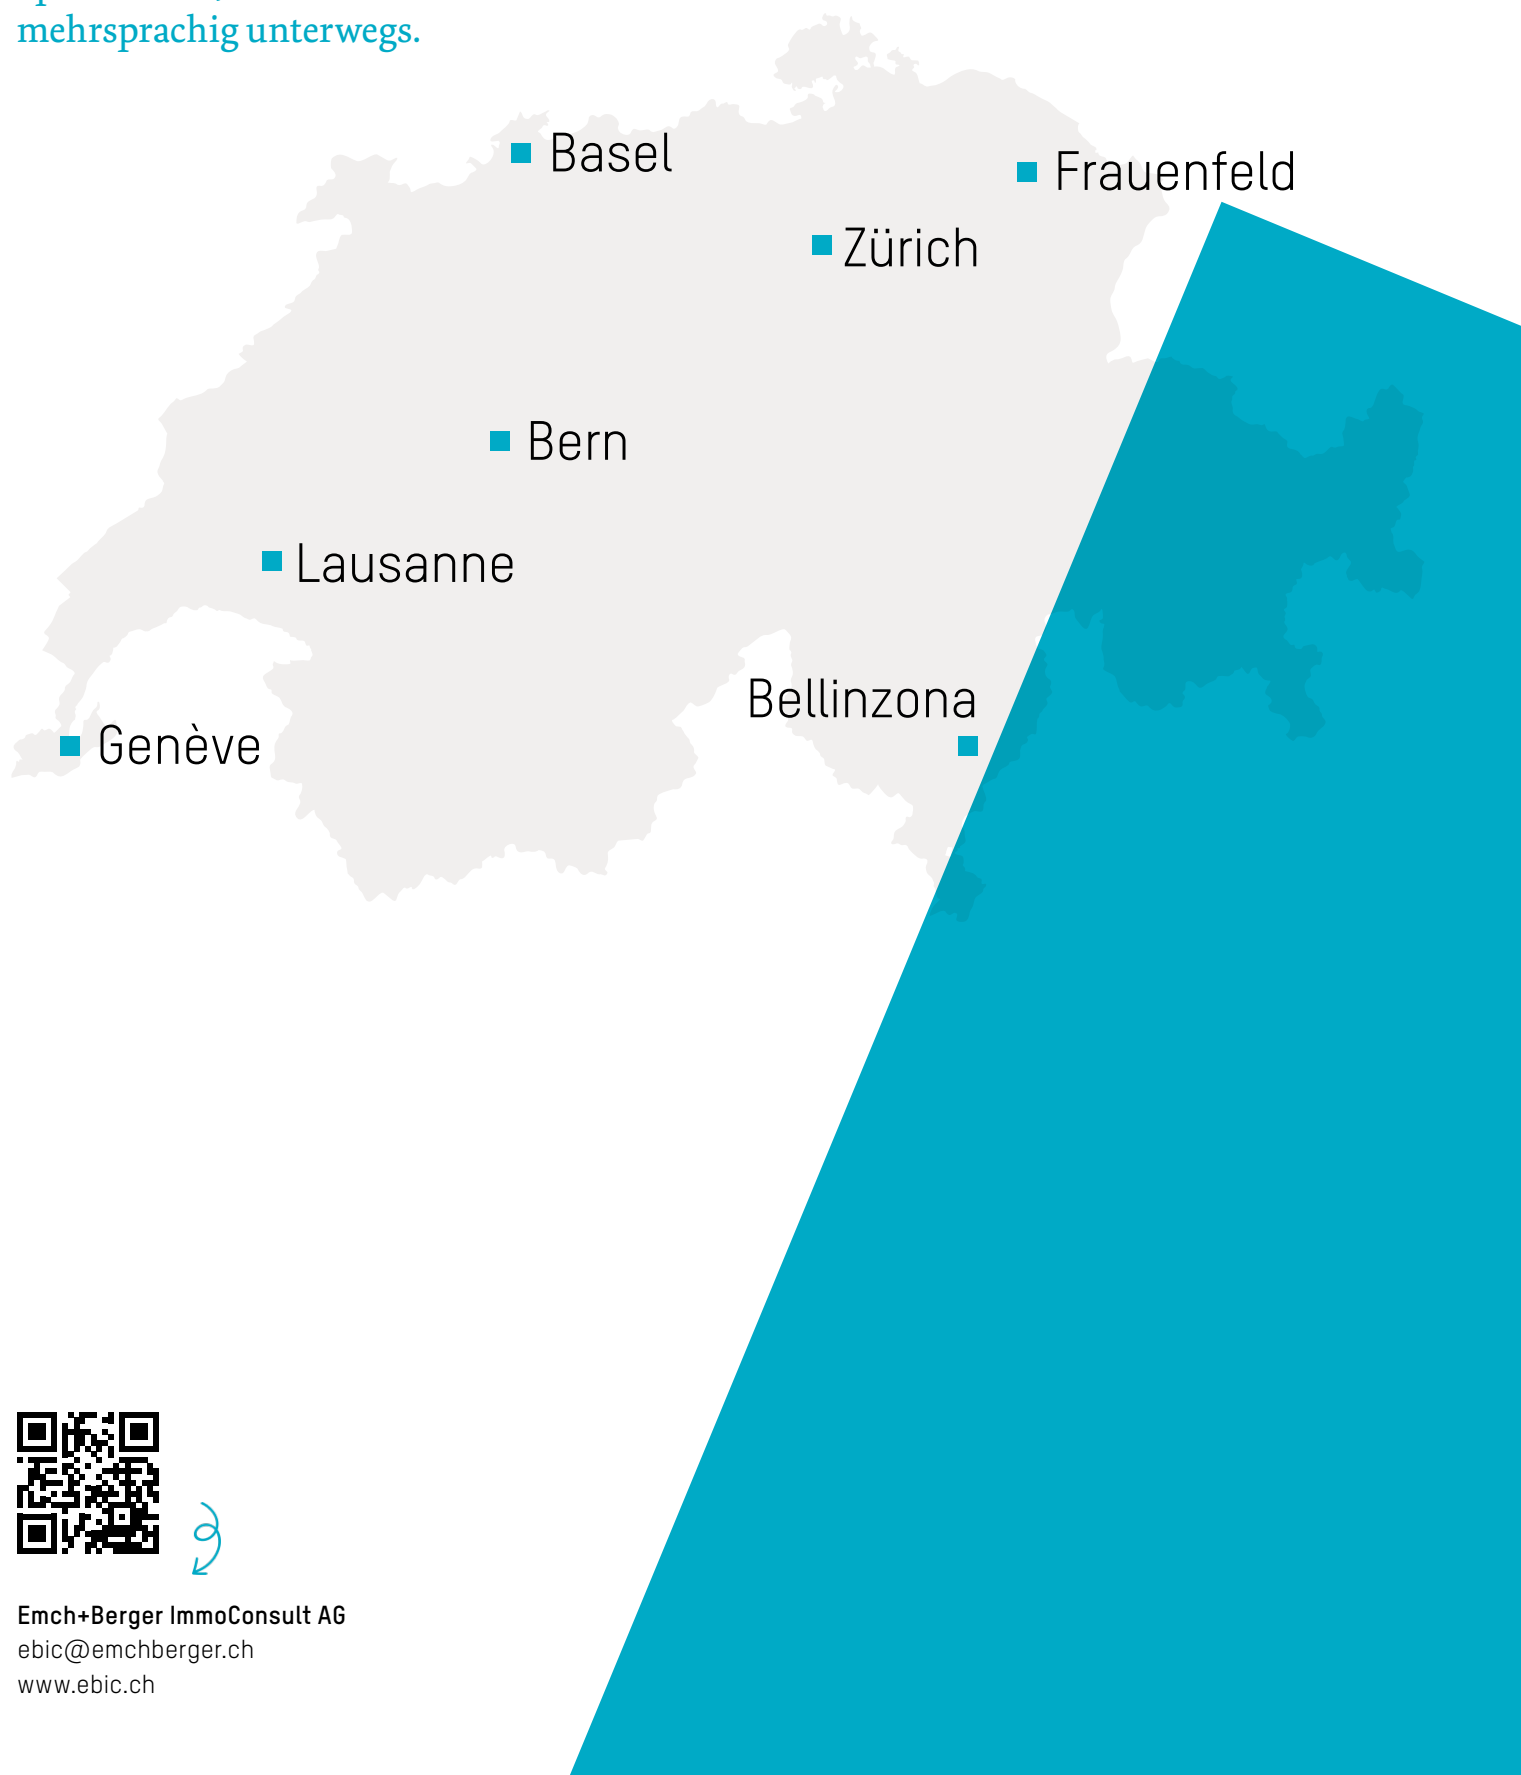 mehrsprachig unterwegs.
Basel
Frauenfeld
Zürich
Bern
Lausanne
Bellinzona
Genève
Emch+Berger ImmoConsult AG
ebic@emchberger.ch
www.ebic.ch